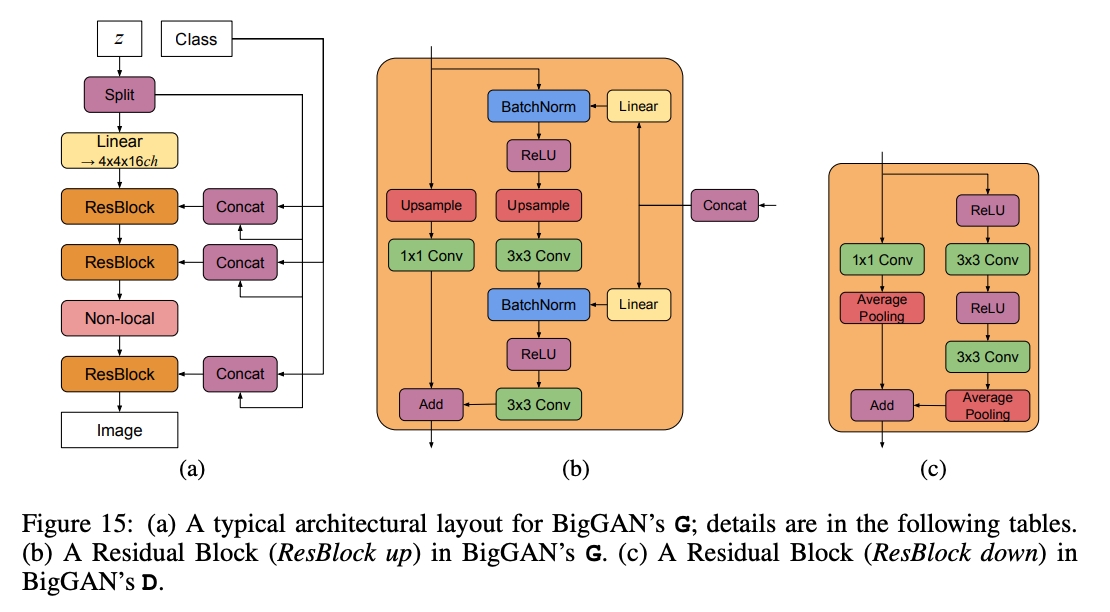 z
Class
Split
Linear
→ 4x4x16ch
ResBlock
Concat
ResBlock
Concat
Non-local
ResBlock
Concat
Image
(a)
BatchNorm
Linear
ReLU
Upsample
Upsample
Concat
1x1 Conv
3x3 Conv
BatchNorm
Linear
ReLU
Add
3x3 Conv
(b)
ReLU
1x1 Conv
3x3 Conv
Average
Pooling
ReLU
3x3 Conv
Add
Average
Pooling
(c)
Figure 15: (a) A typical architectural layout for BigGAN's G; details are in the following tables.
(b) A Residual Block (ResBlock up) in BigGAN's G. (c) A Residual Block (ResBlock down) in
BigGAN's D.